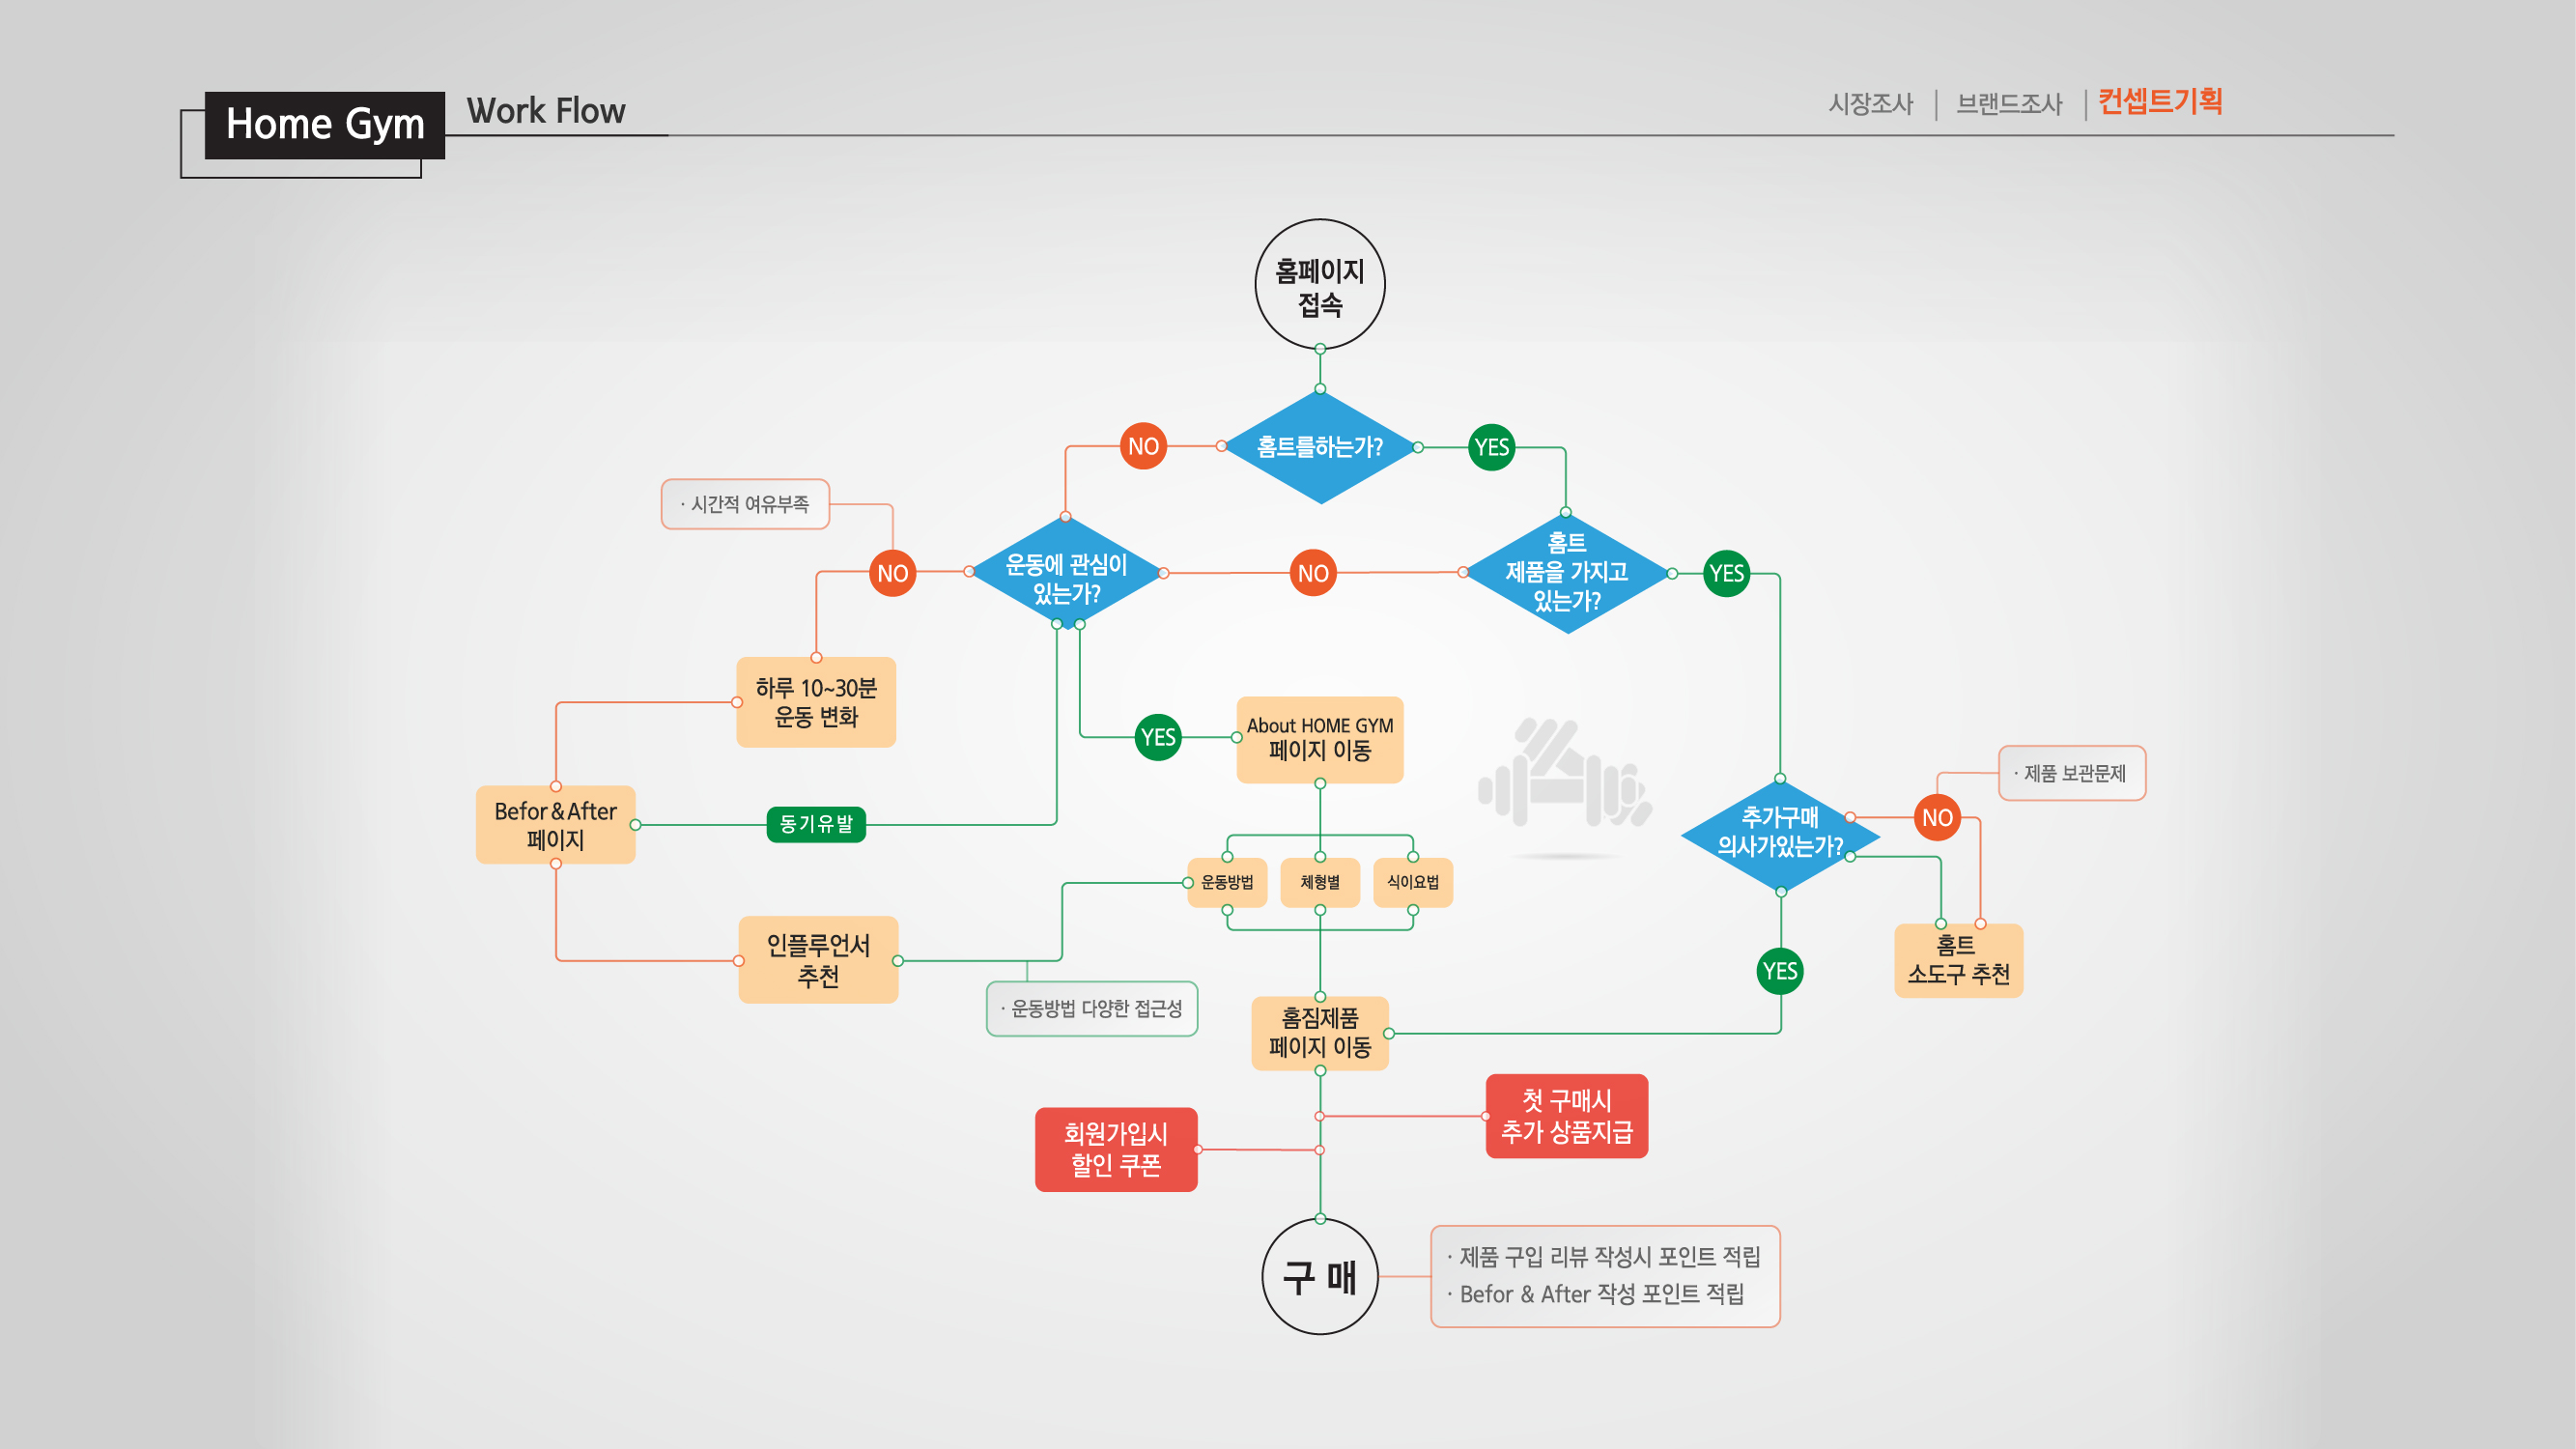 Home Gym
Work Flow
시장조사
브랜드조사
컨셉트기획
홈페이지
접속
홈트를하는가?
NO
YES
· 시간적 여유부족
NO
운동에 관심이
있는가?
NO
홈트
제품을 가지고
있는가?
YES
하루 10~30분
운동 변화
YES
About HOME GYM
페이지 이동
· 제품 보관문제
Befor & After
페이지
동기유발
추가구매
의사가있는가?
NO
운동방법
체형별
식이요법
인플루언서
추천
· 운동방법 다양한 접근성
YES
홈트
소도구 추천
홈짐제품
페이지 이동
첫 구매시
추가 상품지급
회원가입시
할인 쿠폰
구 매
· 제품 구입 리뷰 작성시 포인트 적립
· Befor & After 작성 포인트 적립